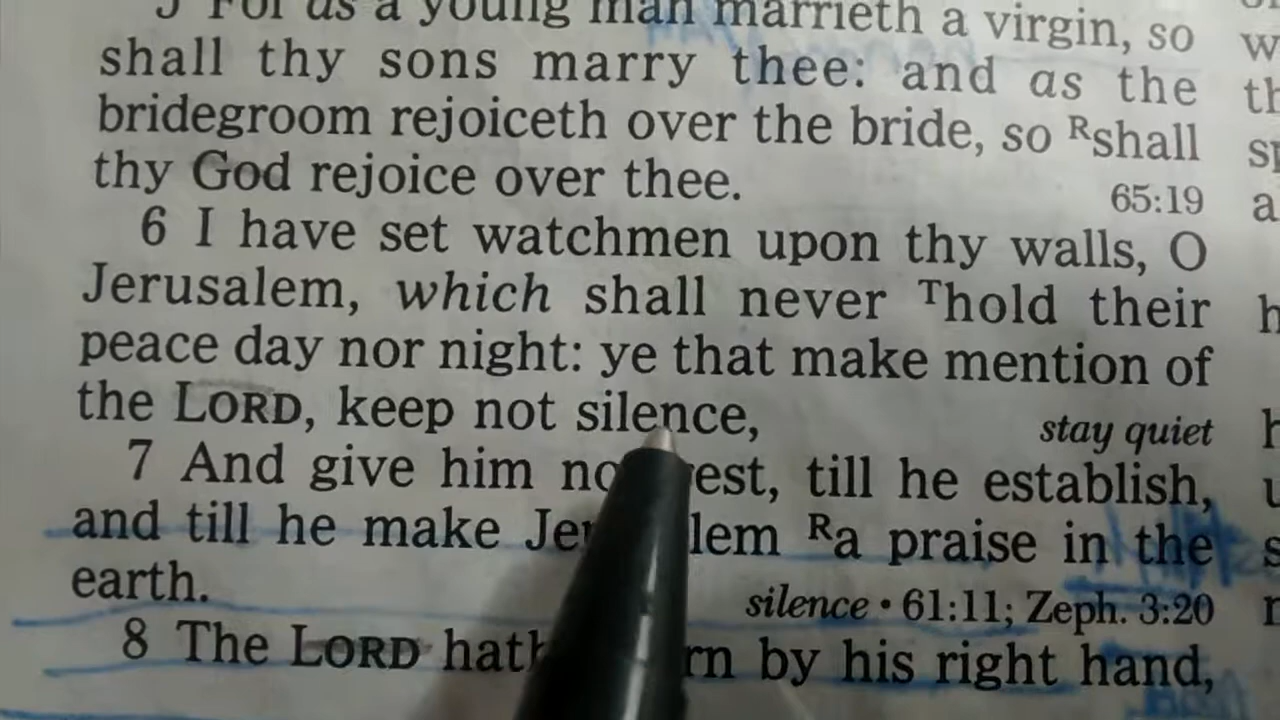 5 For as a young man marrieth a virgin, so
shall thy sons marry thee: and as the
bridegroom rejoiceth over the bride, so ᴿshall
thy God rejoice over thee. 65:19
6 I have set watchmen upon thy walls, O
Jerusalem, which shall never ᵀhold their
peace day nor night: ye that make mention of
the LORD, keep not silence, stay quiet
7 And give him no est, till he establish,
and till he make Je lem ᴿa praise in the
earth. silence • 61:11; Zeph. 3:20
8 The LORD hath rn by his right hand,